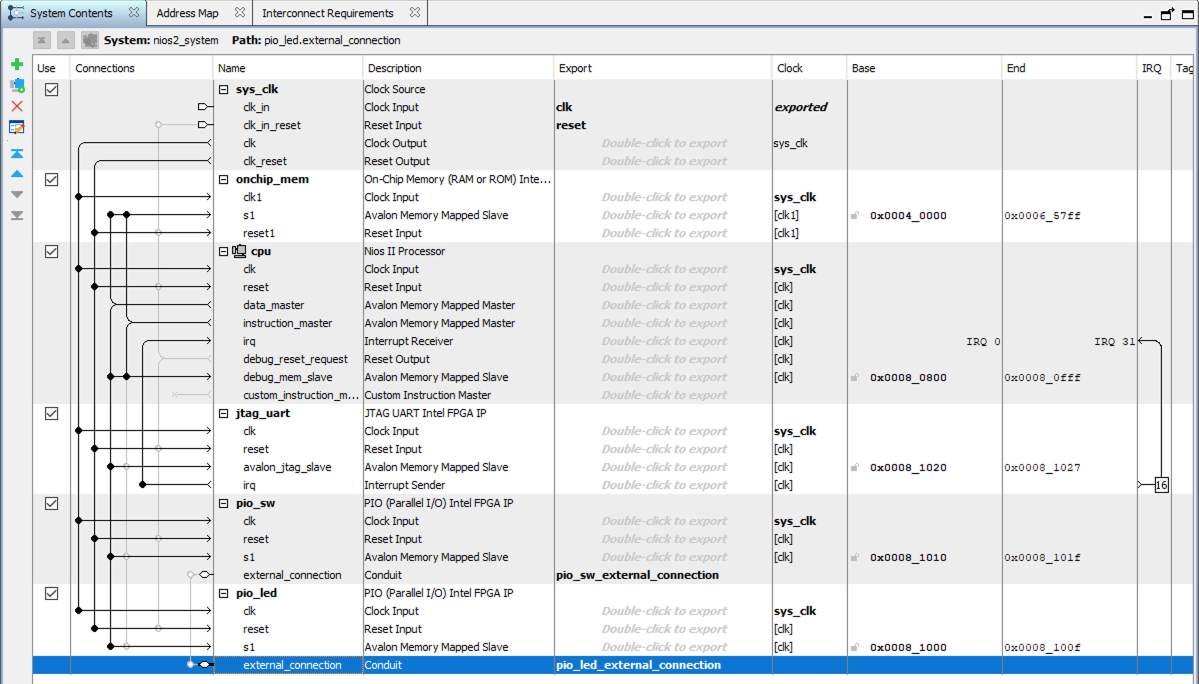 System Contents Address Map Interconnect Requirements
System: nios2_system Path: pio_led.external_connection
Use Connections Name Description Export Clock Base End IRQ Tag
sys_clk Clock Source
clk_in Clock Input clk exported
clk_in_reset Reset Input reset
clk Clock Output Double-click to export sys_clk
clk_reset Reset Output Double-click to export
onchip_mem On-Chip Memory (RAM or ROM) Inte...
clk1 Clock Input Double-click to export sys_clk
s1 Avalon Memory Mapped Slave Double-click to export [clk1] 0x0004_0000 0x0006_57ff
reset1 Reset Input Double-click to export [clk1]
cpu Nios II Processor
clk Clock Input Double-click to export sys_clk
reset Reset Input Double-click to export [clk]
data_master Avalon Memory Mapped Master Double-click to export [clk]
instruction_master Avalon Memory Mapped Master Double-click to export [clk]
irq Interrupt Receiver Double-click to export [clk] IRQ 0 IRQ 31
debug_reset_request Reset Output Double-click to export [clk]
debug_mem_slave Avalon Memory Mapped Slave Double-click to export [clk] 0x0008_0800 0x0008_0fff
custom_instruction_m... Custom Instruction Master Double-click to export
jtag_uart JTAG UART Intel FPGA IP
clk Clock Input Double-click to export sys_clk
reset Reset Input Double-click to export [clk]
avalon_jtag_slave Avalon Memory Mapped Slave Double-click to export [clk] 0x0008_1020 0x0008_1027
irq Interrupt Sender Double-click to export [clk] 16
pio_sw PIO (Parallel I/O) Intel FPGA IP
clk Clock Input Double-click to export sys_clk
reset Reset Input Double-click to export [clk]
s1 Avalon Memory Mapped Slave Double-click to export [clk] 0x0008_1010 0x0008_101f
external_connection Conduit pio_sw_external_connection
pio_led PIO (Parallel I/O) Intel FPGA IP
clk Clock Input Double-click to export sys_clk
reset Reset Input Double-click to export [clk]
s1 Avalon Memory Mapped Slave Double-click to export [clk] 0x0008_1000 0x0008_100f
external_connection Conduit pio_led_external_connection